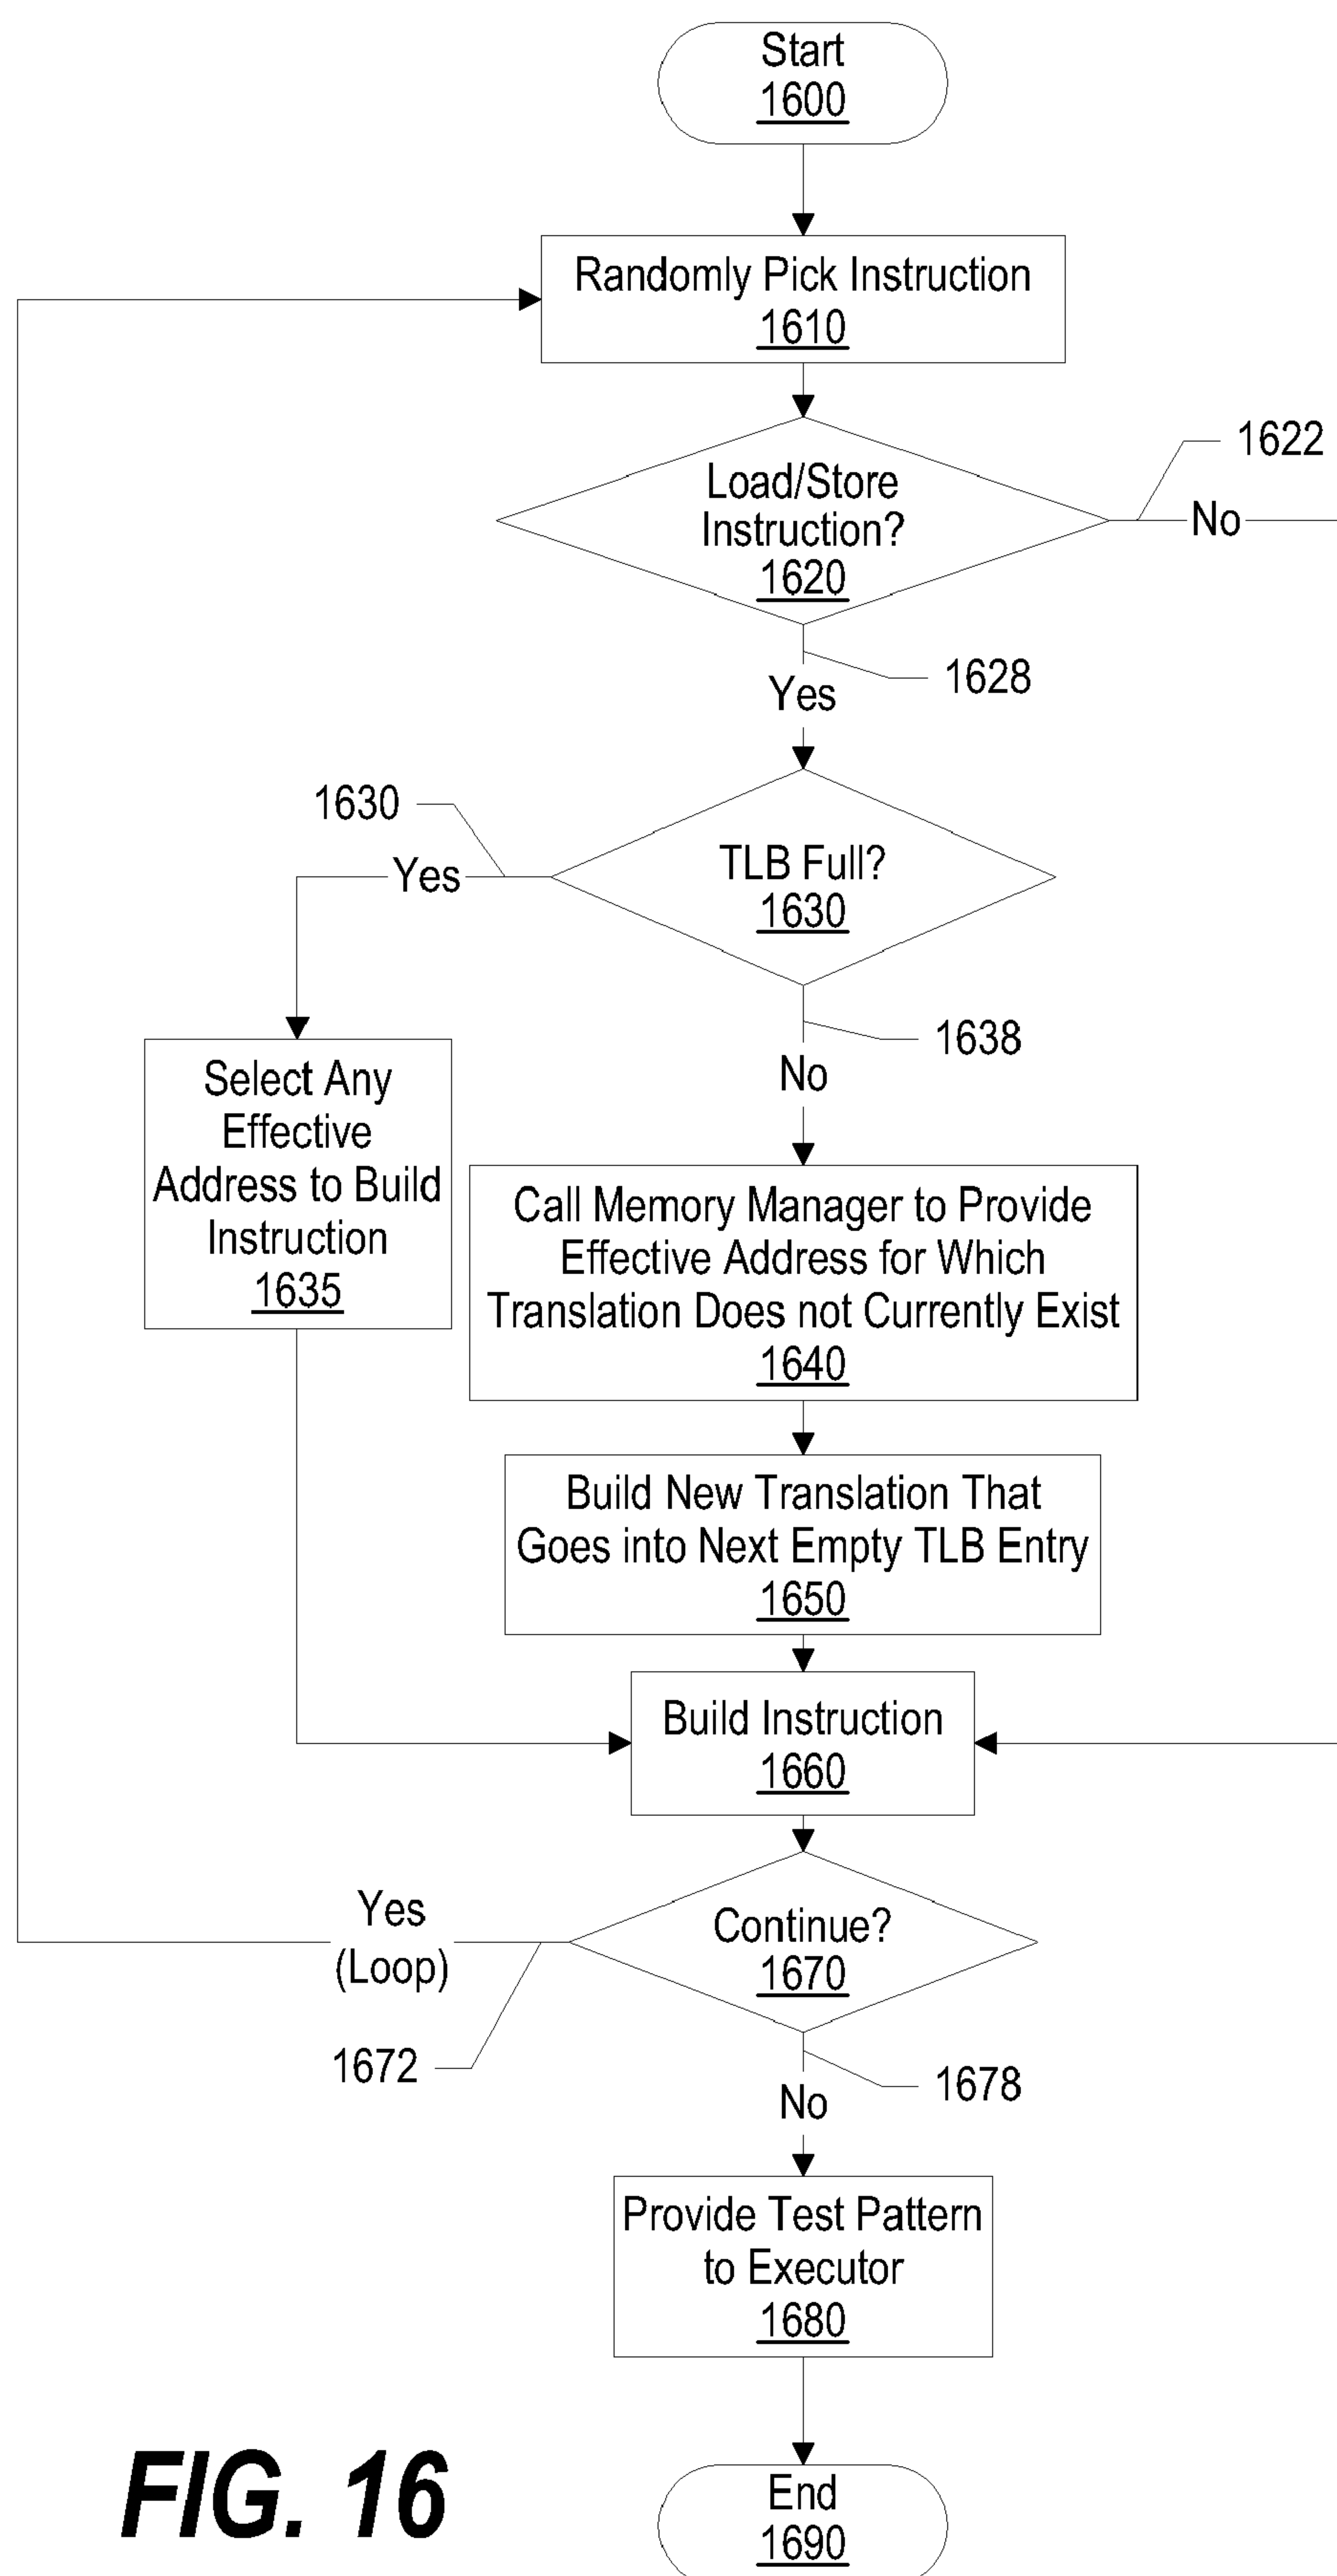 Start
1600
Randomly Pick Instruction
1610
Load/Store
Instruction?
1620
1622
No
1628
Yes
1630
Yes
TLB Full?
1630
1638
No
Select Any
Effective
Address to Build
Instruction
1635
Call Memory Manager to Provide
Effective Address for Which
Translation Does not Currently Exist
1640
Build New Translation That
Goes into Next Empty TLB Entry
1650
Build Instruction
1660
Continue?
1670
Yes
(Loop)
1672
1678
No
Provide Test Pattern
to Executor
1680
End
1690
FIG. 16